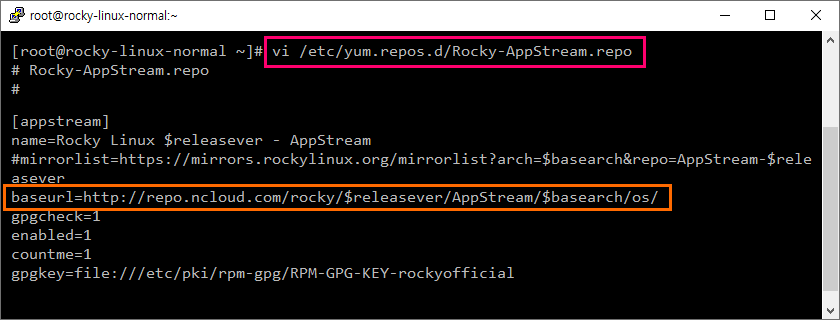 root@rocky-linux-normal:~
[root@rocky-linux-normal ~]# vi /etc/yum.repos.d/Rocky-AppStream.repo
# Rocky-AppStream.repo
#
[appstream]
name=Rocky Linux $releasever - AppStream
#mirrorlist=https://mirrors.rockylinux.org/mirrorlist?arch=$basearch&repo=AppStream-$rele
asever
baseurl=http://repo.ncloud.com/rocky/$releasever/AppStream/$basearch/os/
gpgcheck=1
enabled=1
countme=1
gpgkey=file:///etc/pki/rpm-gpg/RPM-GPG-KEY-rockyofficial